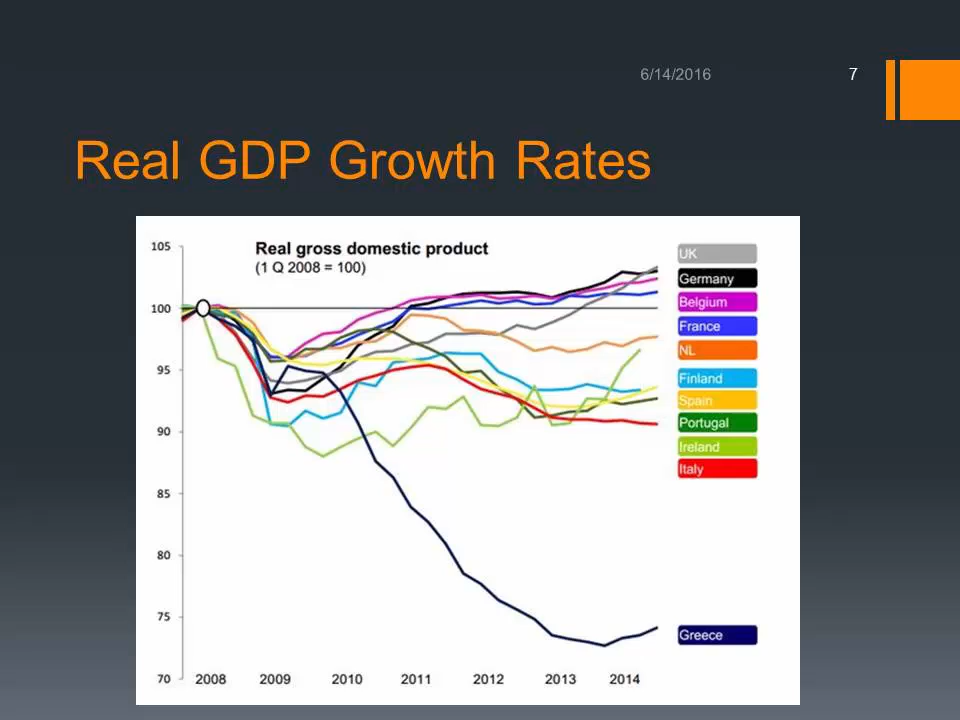 6/14/2016
7
Real GDP Growth Rates
Real gross domestic product
(1 Q 2008 = 100)
105
100
95
90
85
80
75
70
2008 2009 2010 2011 2012 2013 2014
UK
Germany
Belgium
France
NL
Finland
Spain
Portugal
Ireland
Italy
Greece